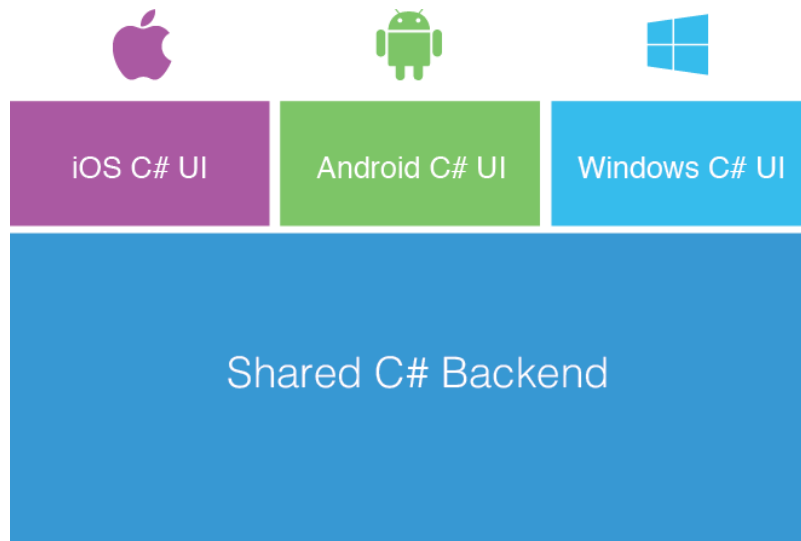 iOS C# UI
Android C# UI
Windows C# UI
Shared C# Backend